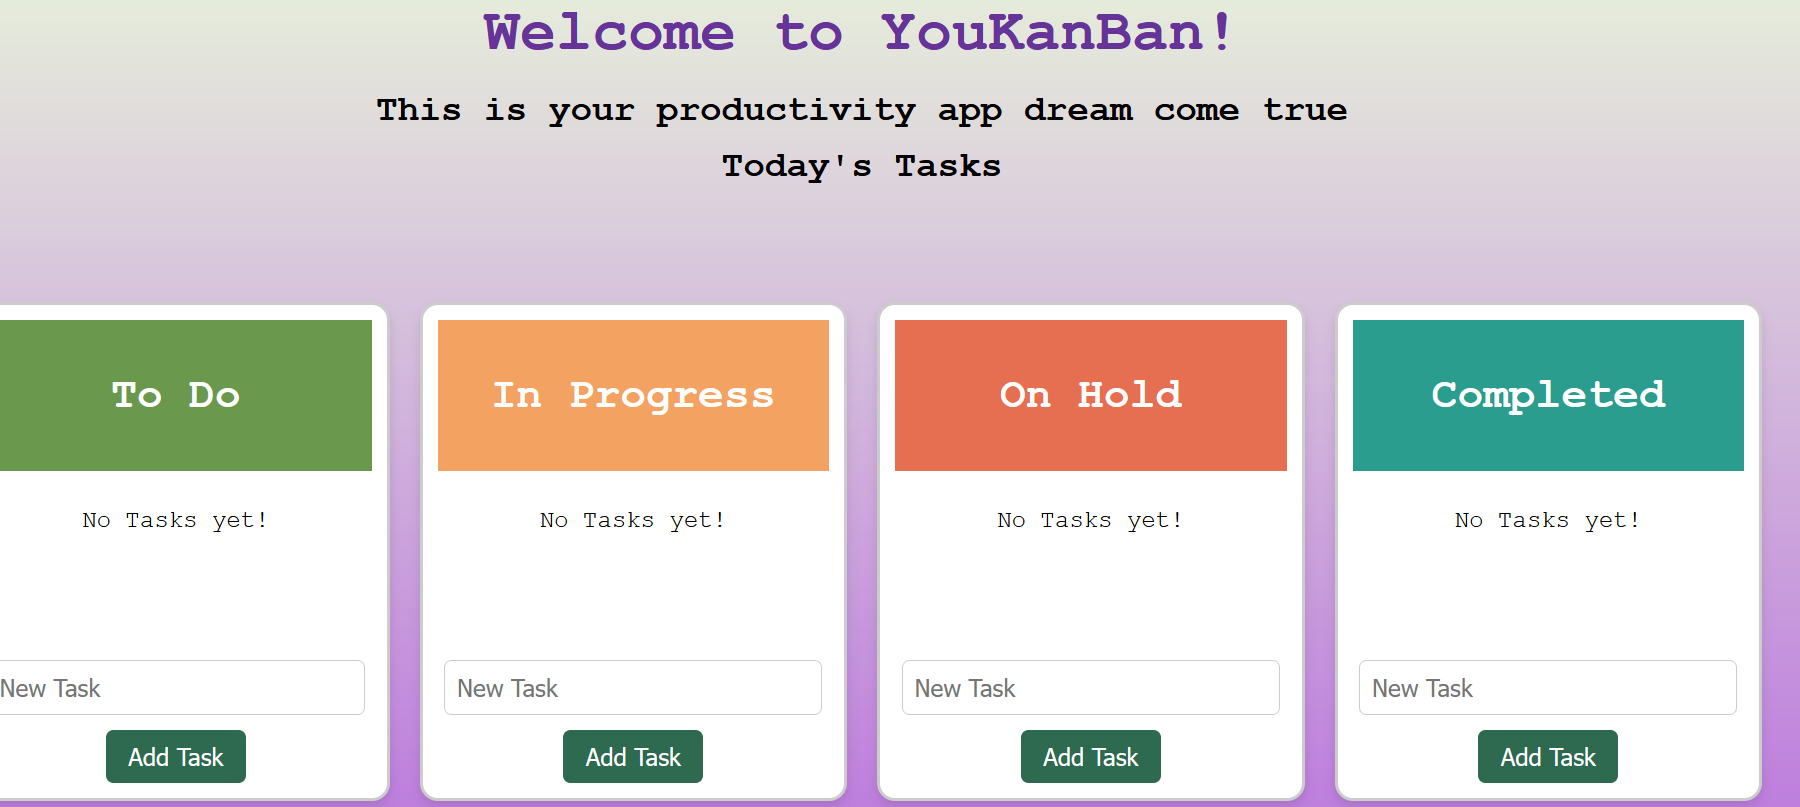 Welcome to YouKanBan!
This is your productivity app dream come true
Today's Tasks
To Do
In Progress
On Hold
Completed
No Tasks yet!
No Tasks yet!
No Tasks yet!
No Tasks yet!
New Task
New Task
New Task
New Task
Add Task
Add Task
Add Task
Add Task